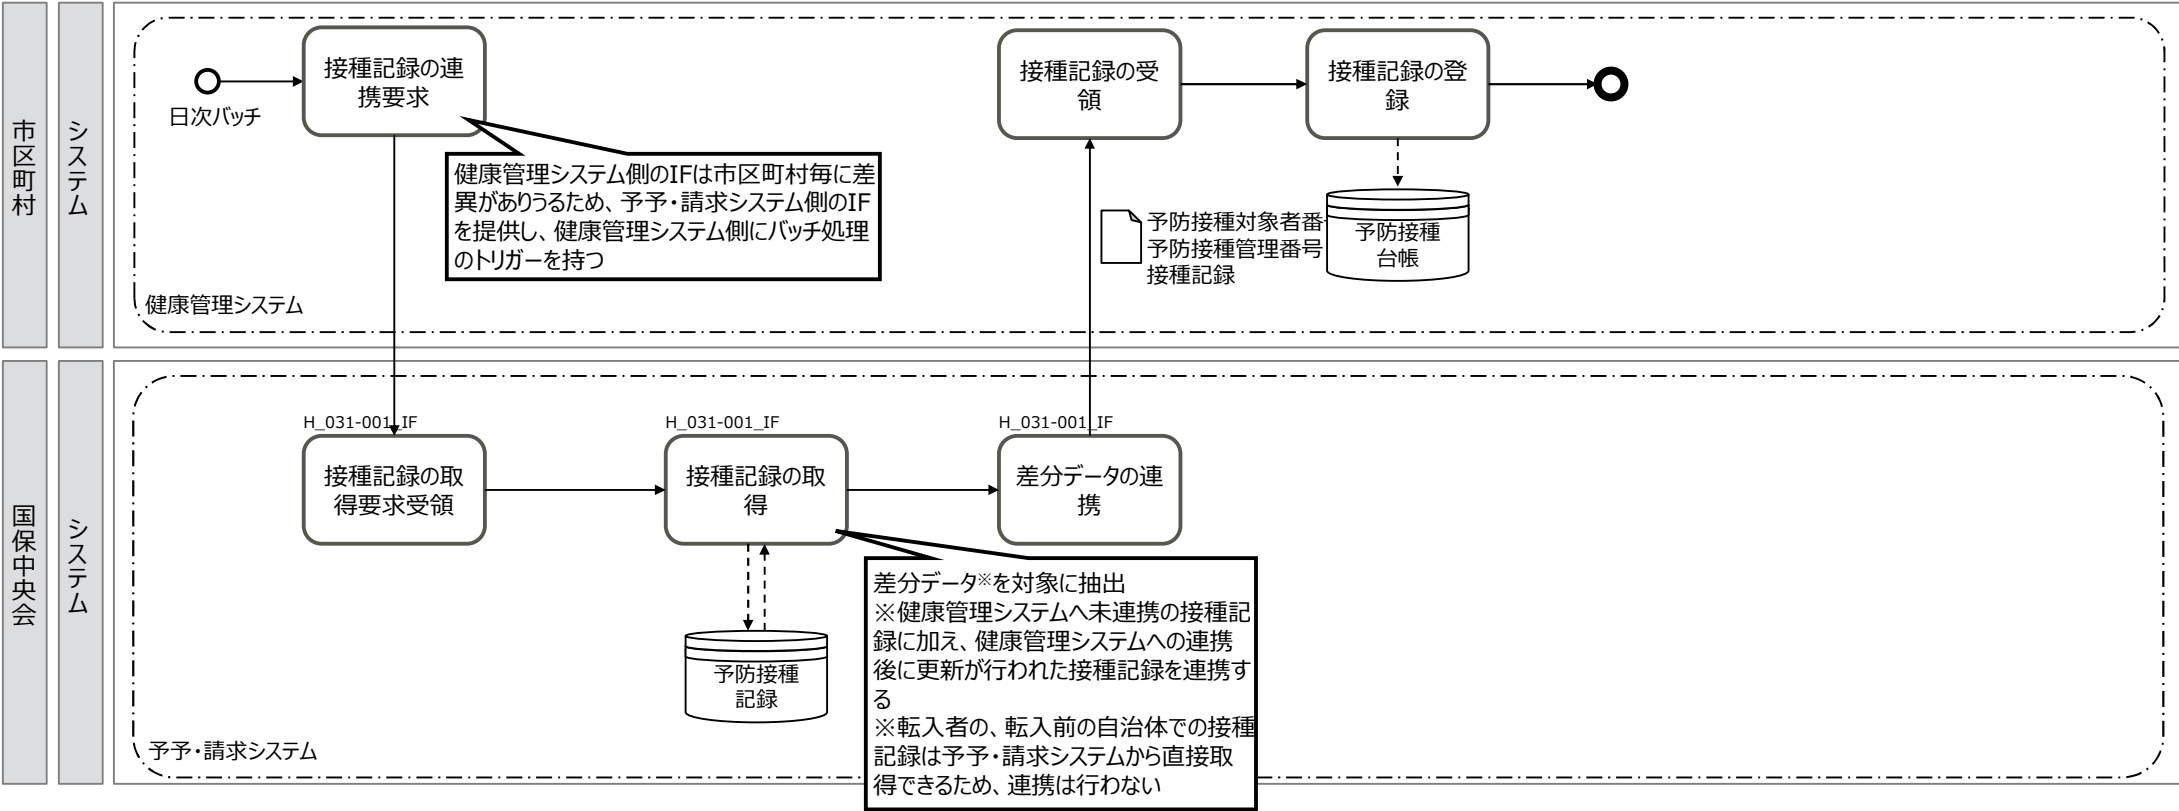 市区町村
システム
日次バッチ
接種記録の連
携要求
健康管理システム側のIFは市区町村毎に差
異がありうるため、予予・請求システム側のIF
を提供し、健康管理システム側にバッチ処理
のトリガーを持つ
接種記録の受
領
接種記録の登
録
予防接種対象者番
予防接種管理番号
接種記録
予防接種
台帳
健康管理システム
国保中央会
システム
H_031-001_IF
接種記録の取
得要求受領
H_031-001_IF
接種記録の取
得
H_031-001_IF
差分データの連
携
予防接種
記録
差分データ※を対象に抽出
※健康管理システムへ未連携の接種記
録に加え、健康管理システムへの連携
後に更新が行われた接種記録を連携す
る
※転入者の、転入前の自治体での接種
記録は予予・請求システムから直接取
得できるため、連携は行わない
予予・請求システム